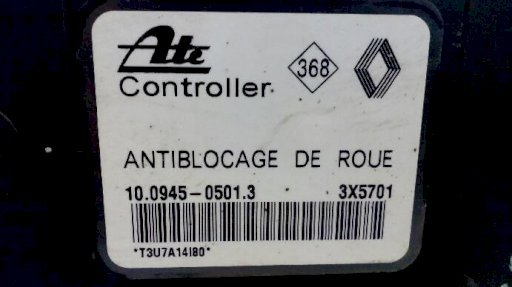 Ate
368
Controller
ANTIBLOCAGE DE ROUE
10.0945-0501.3 3X5701
*T3U7A14I80*